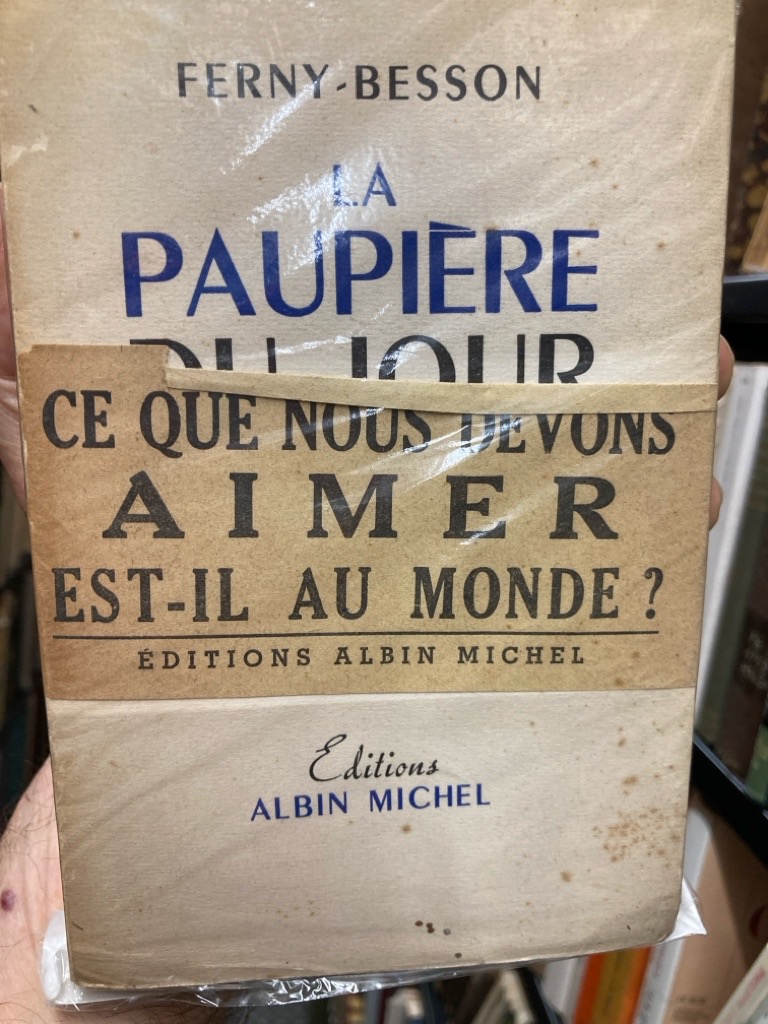 FERNY-BESSON
LA
PAUPIÈRE
DU JOUR
CE QUE NOUS DEVONS
AIMER
EST-IL AU MONDE ?
ÉDITIONS ALBIN MICHEL
Editions
ALBIN MICHEL